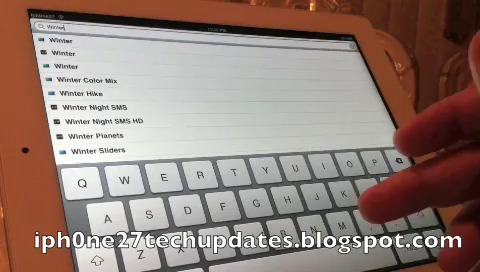 Winter
Winter
Winter
Winter
Winter Color Mix
Winter Hike
Winter Night SMS
Winter Night SMS HD
Winter Planets
Winter Sliders
Q W E R T Y U I O P
A S D F G H J K
Z X
iph0ne27techupdates.blogspot.com